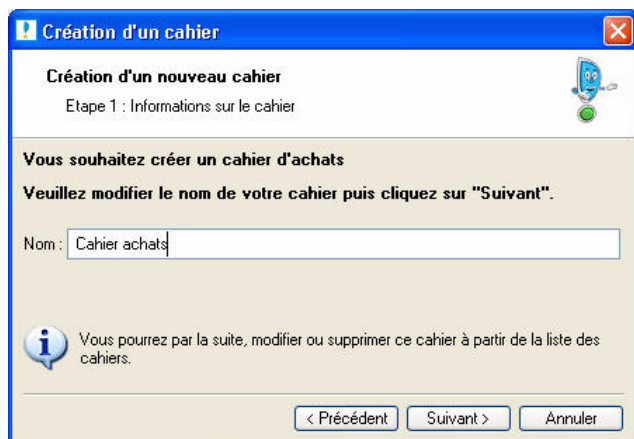 Création d'un cahier
Création d'un nouveau cahier
Etape 1 : Informations sur le cahier
Vous souhaitez créer un cahier d'achats
Veuillez modifier le nom de votre cahier puis cliquez sur "Suivant".
Nom : Cahier achats
Vous pourrez par la suite, modifier ou supprimer ce cahier à partir de la liste des
cahiers.
< Précédent Suivant > Annuler